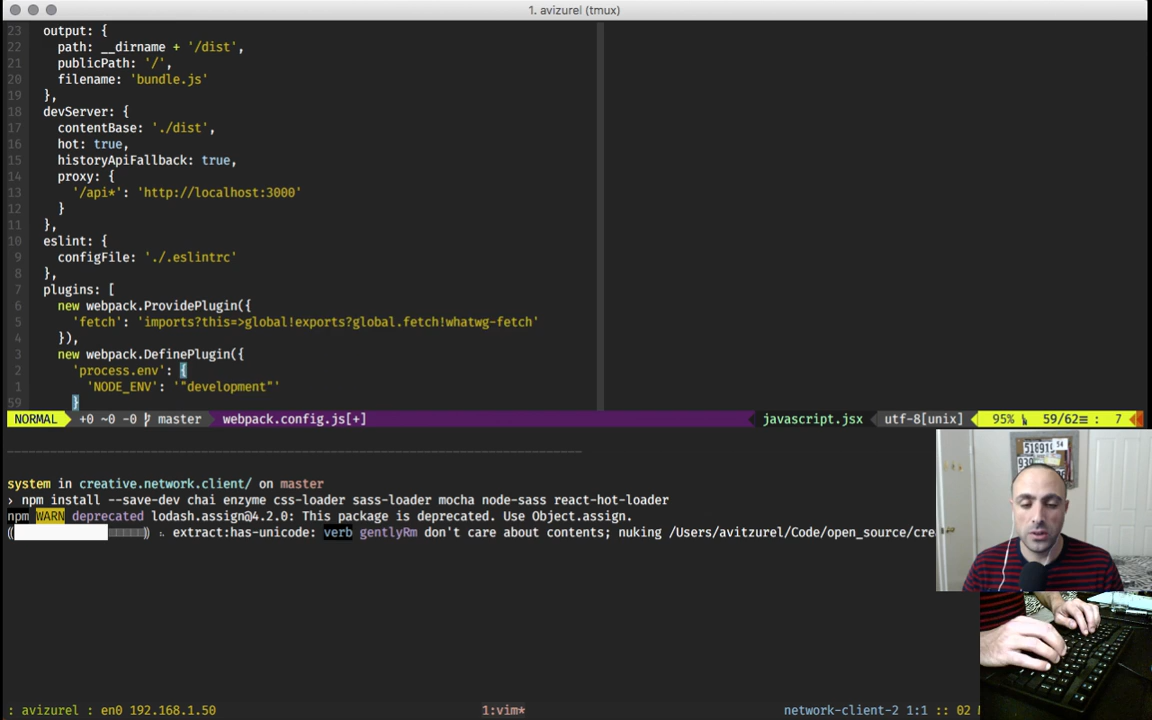 1. avizurel (tmux)
23 output: {
22 path: __dirname + '/dist',
21 publicPath: '/',
20 filename: 'bundle.js'
19 },
18 devServer: {
17 contentBase: './dist',
16 hot: true,
15 historyApiFallback: true,
14 proxy: {
13 '/api*': 'http://localhost:3000'
12 }
11 },
10 eslint: {
9 configFile: './.eslintrc'
8 },
7 plugins: [
6 new webpack.ProvidePlugin({
5 'fetch': 'imports?this=>global!exports?global.fetch!whatwg-fetch'
4 }),
3 new webpack.DefinePlugin({
2 'process.env': {
1 'NODE_ENV': '"development"'
59 }
NORMAL +0 ~0 -0 master webpack.config.js[+] javascript.jsx utf-8[unix] 95% 59/62≡ : 7
system in creative.network.client/ on master
› npm install --save-dev chai enzyme css-loader sass-loader mocha node-sass react-hot-loader
npm WARN deprecated lodash.assign@4.2.0: This package is deprecated. Use Object.assign.
extract:has-unicode: verb gentlyRm don't care about contents; nuking /Users/avitzurel/Code/open_source/cre
: avizurel : en0 192.168.1.50 1:vim* network-client-2 1:1 :: 02